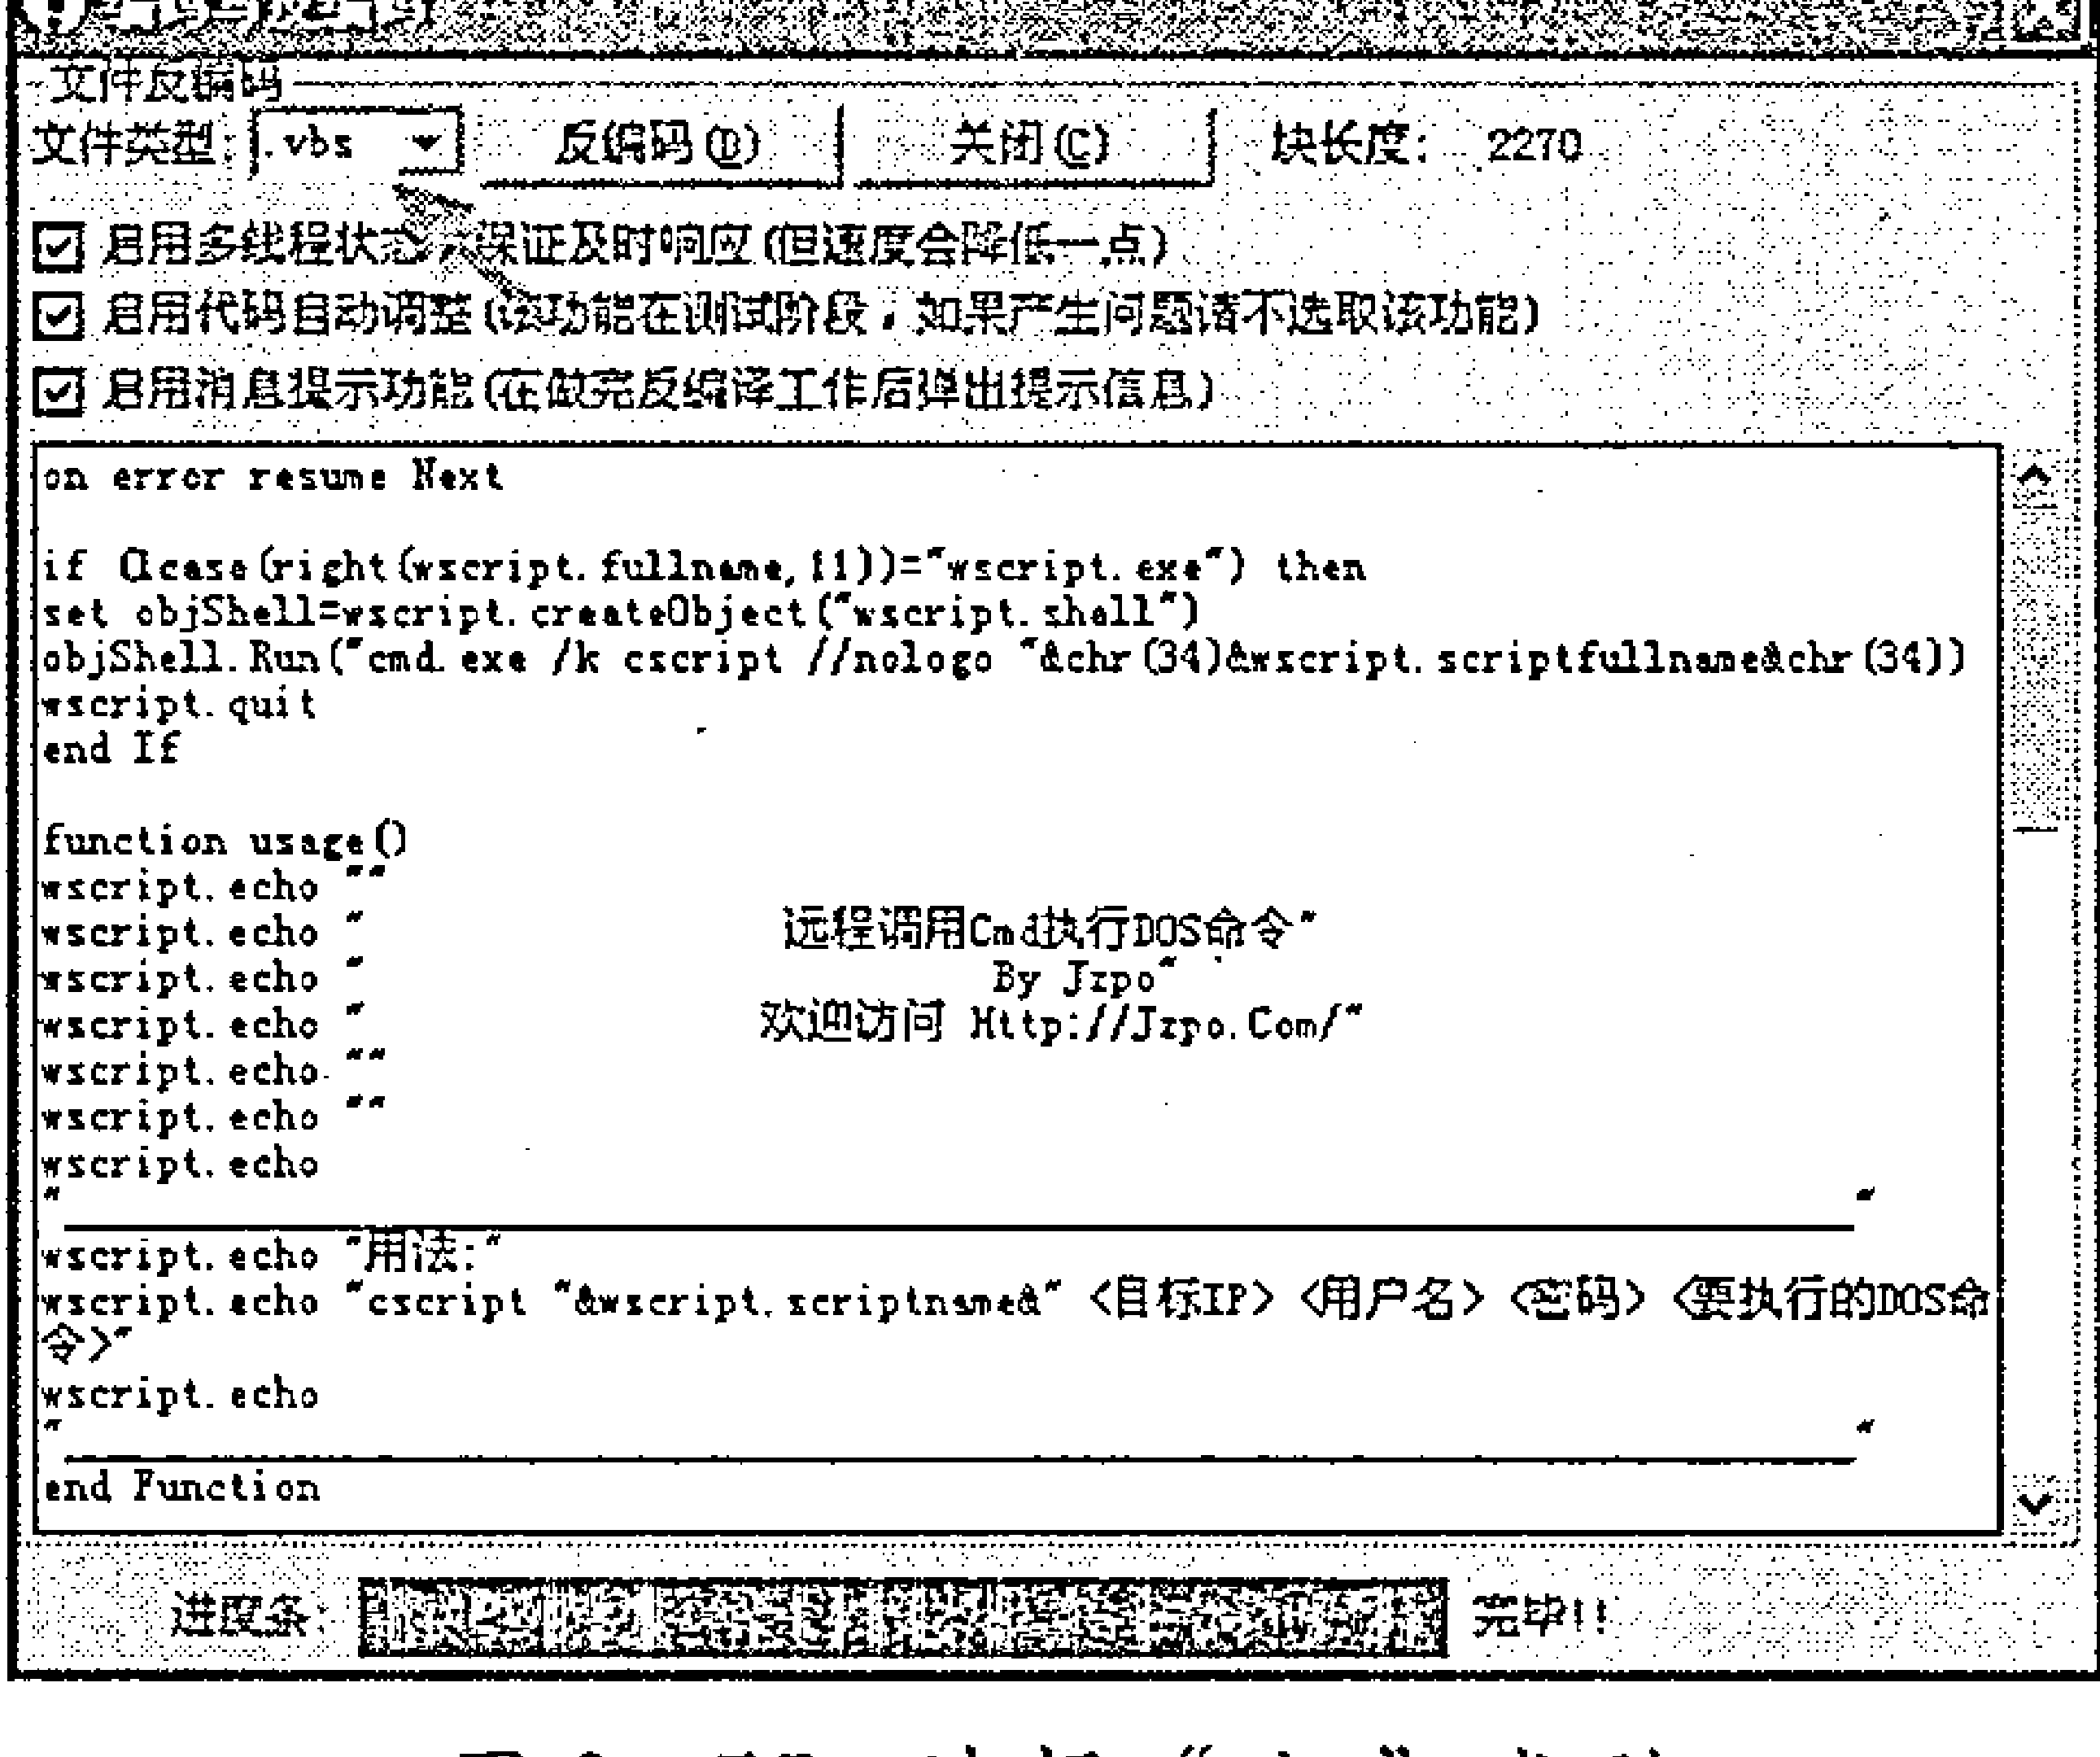 文件反编码
文件类型: .vbs 反编码(D) 关闭(C) 块长度: 2270
启用多线程状态，保证及时响应(但速度会降低一点)
启用代码自动调整(该功能在测试阶段，如果产生问题请不选取该功能)
启用消息提示功能(在做完反编译工作后弹出提示信息)
on error resume Next
if (lcase(right(wscript.fullname,11))="wscript.exe") then
set objShell=wscript.createObject("wscript.shell")
objShell.Run("cmd.exe /k cscript //nologo "&chr(34)&wscript.scriptfullname&chr(34))
wscript.quit
end If
function usage()
wscript.echo ""
wscript.echo " 远程调用Cmd执行DOS命令"
wscript.echo " By Jzpo"
wscript.echo " 欢迎访问 Http://Jzpo.Com/"
wscript.echo ""
wscript.echo ""
wscript.echo
" "
wscript.echo "用法:"
wscript.echo "cscript "&wscript.scriptname&" <目标IP> <用户名> <密码> <要执行的DOS命
令>"
wscript.echo
" "
end Function
进度条: 完毕!!